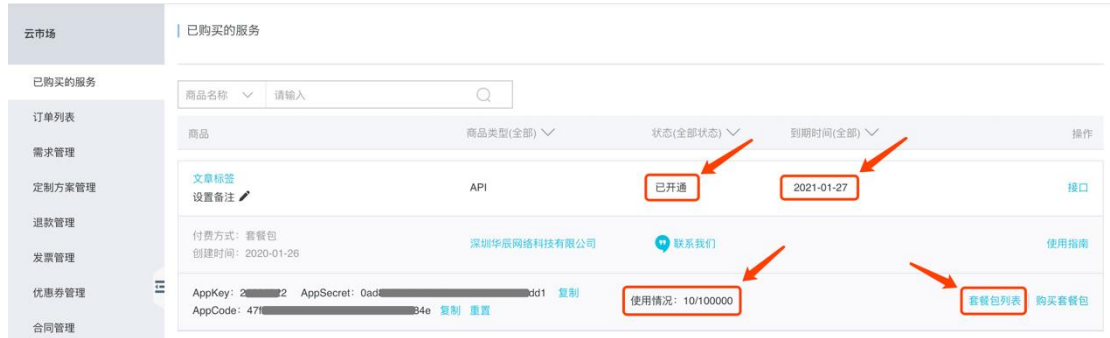 云市场
已购买的服务
已购买的服务
订单列表
需求管理
定制方案管理
退款管理
发票管理
优惠券管理
合同管理
商品名称 请输入
商品 商品类型(全部) 状态(全部状态) 到期时间(全部) 操作
文章标签
设置备注
API 已开通 2021-01-27 接口
付费方式：套餐包
创建时间：2020-01-26
深圳华辰网络科技有限公司 联系我们 使用指南
AppKey：2 2 AppSecret：0ad dd1 复制
AppCode：47f 34e 复制 重置
使用情况：10/100000 套餐包列表 购买套餐包